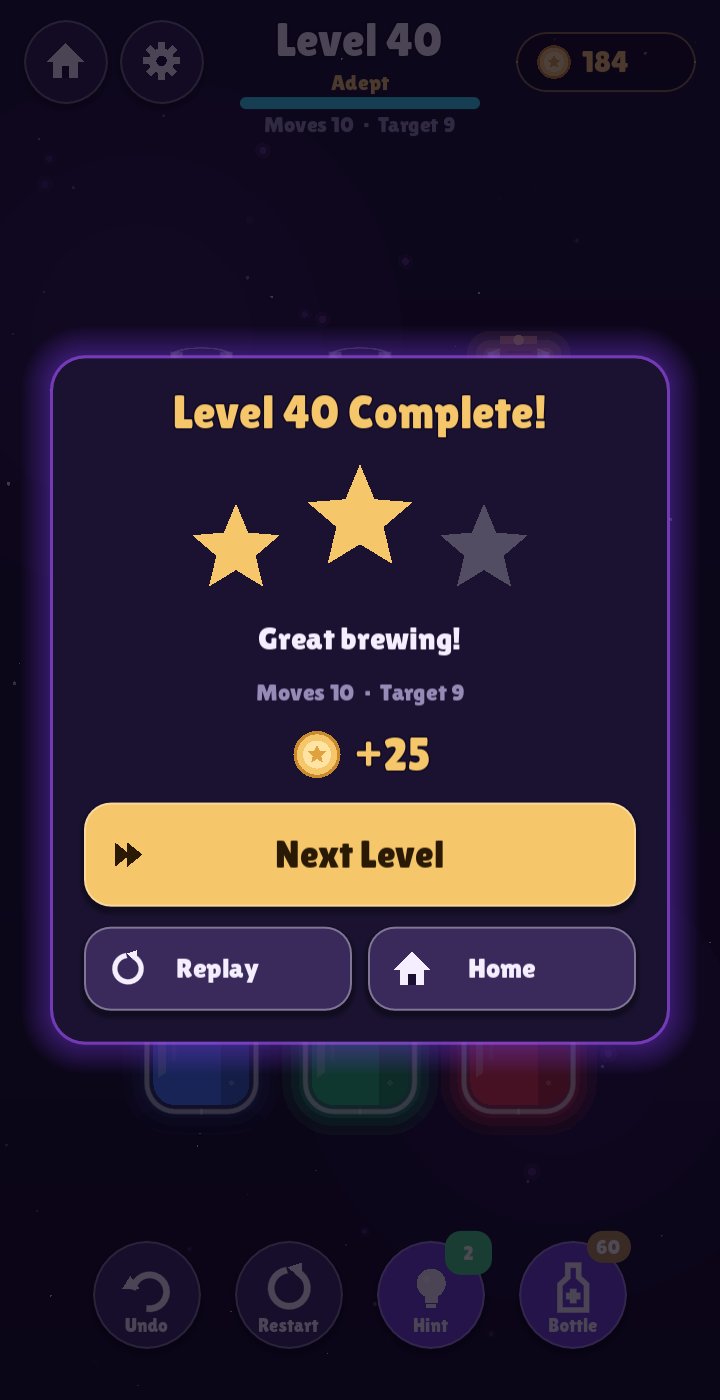 Level 40
Adept
Moves 10 · Target 9
184
Level 40 Complete!
Great brewing!
Moves 10 · Target 9
+25
Next Level
Replay
Home
2
60
Undo
Restart
Hint
Bottle